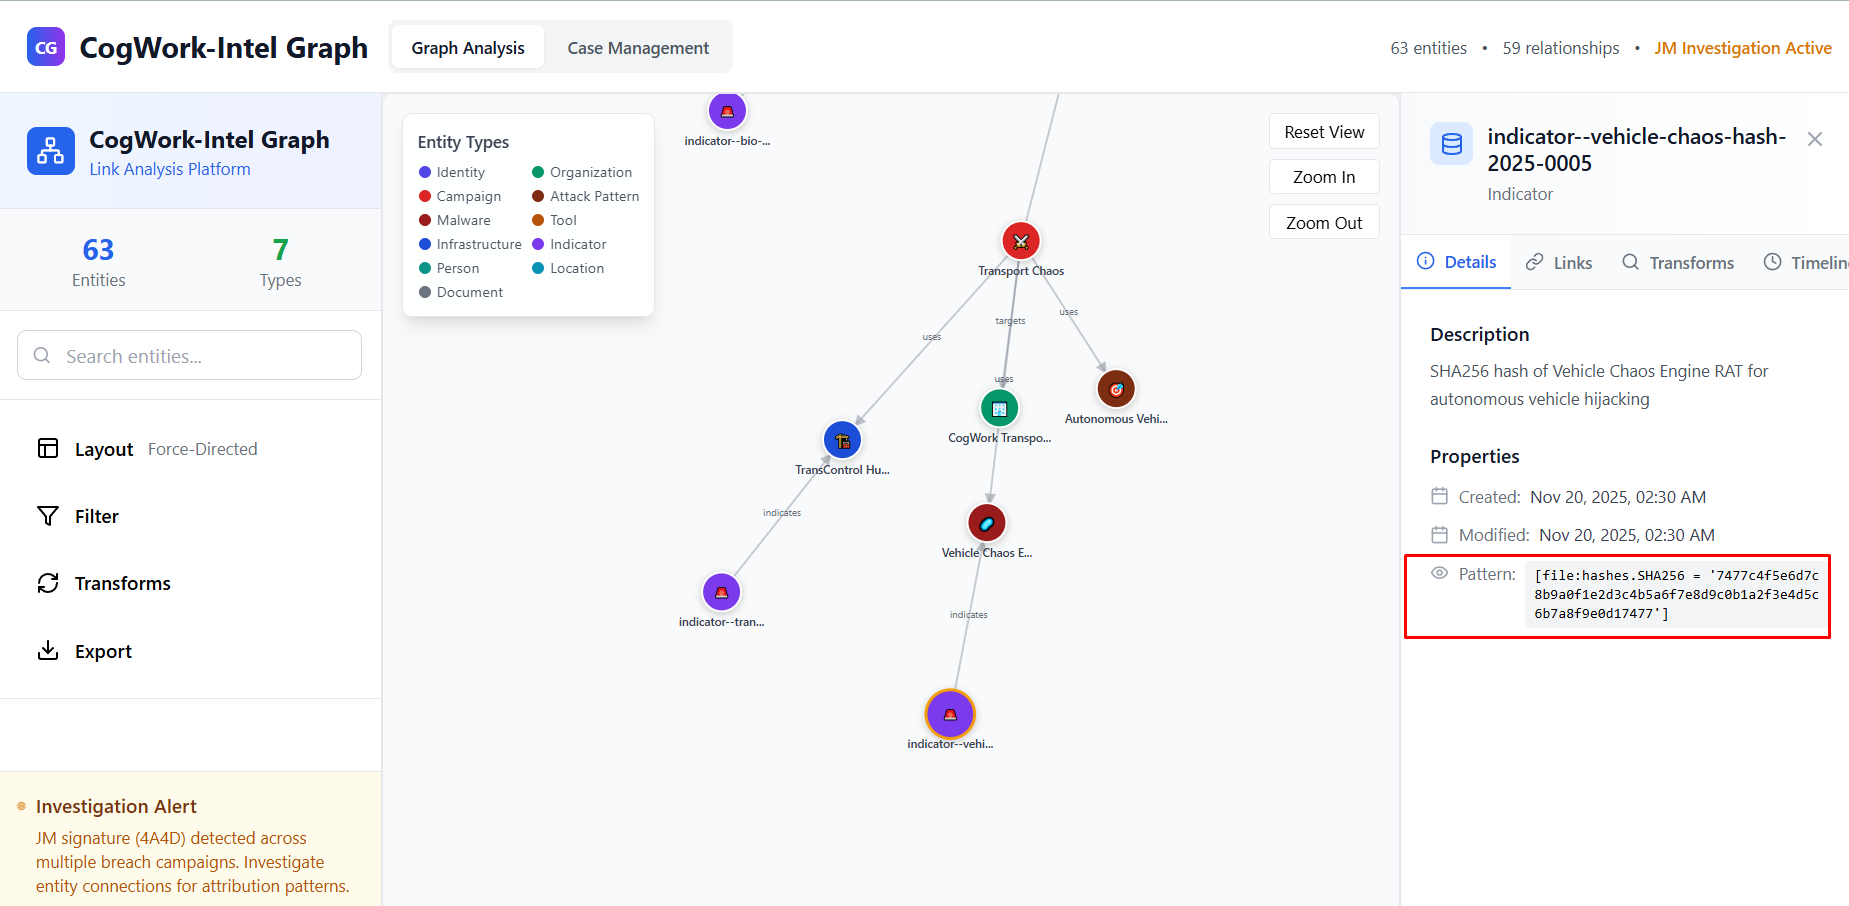 CG CogWork-Intel Graph Graph Analysis Case Management 63 entities • 59 relationships • JM Investigation Active
CogWork-Intel Graph
Link Analysis Platform
63 7
Entities Types
Search entities...
Layout Force-Directed
Filter
Transforms
Export
Investigation Alert
JM signature (4A4D) detected across
multiple breach campaigns. Investigate
entity connections for attribution patterns.
Entity Types
Identity Organization
Campaign Attack Pattern
Malware Tool
Infrastructure Indicator
Person Location
Document
Reset View
Zoom In
Zoom Out
indicator--bio-...
Transport Chaos
uses
targets
uses
uses
Autonomous Vehi...
CogWork Transpo...
TransControl Hu...
indicates
Vehicle Chaos E...
indicator--tran...
indicates
indicator--vehi...
indicator--vehicle-chaos-hash-
2025-0005
Indicator
Details Links Transforms Timelin
Description
SHA256 hash of Vehicle Chaos Engine RAT for
autonomous vehicle hijacking
Properties
Created: Nov 20, 2025, 02:30 AM
Modified: Nov 20, 2025, 02:30 AM
Pattern: [file:hashes.SHA256 = '7477c4f5e6d7c
8b9a0f1e2d3c4b5a6f7e8d9c0b1a2f3e4d5c
6b7a8f9e0d17477']